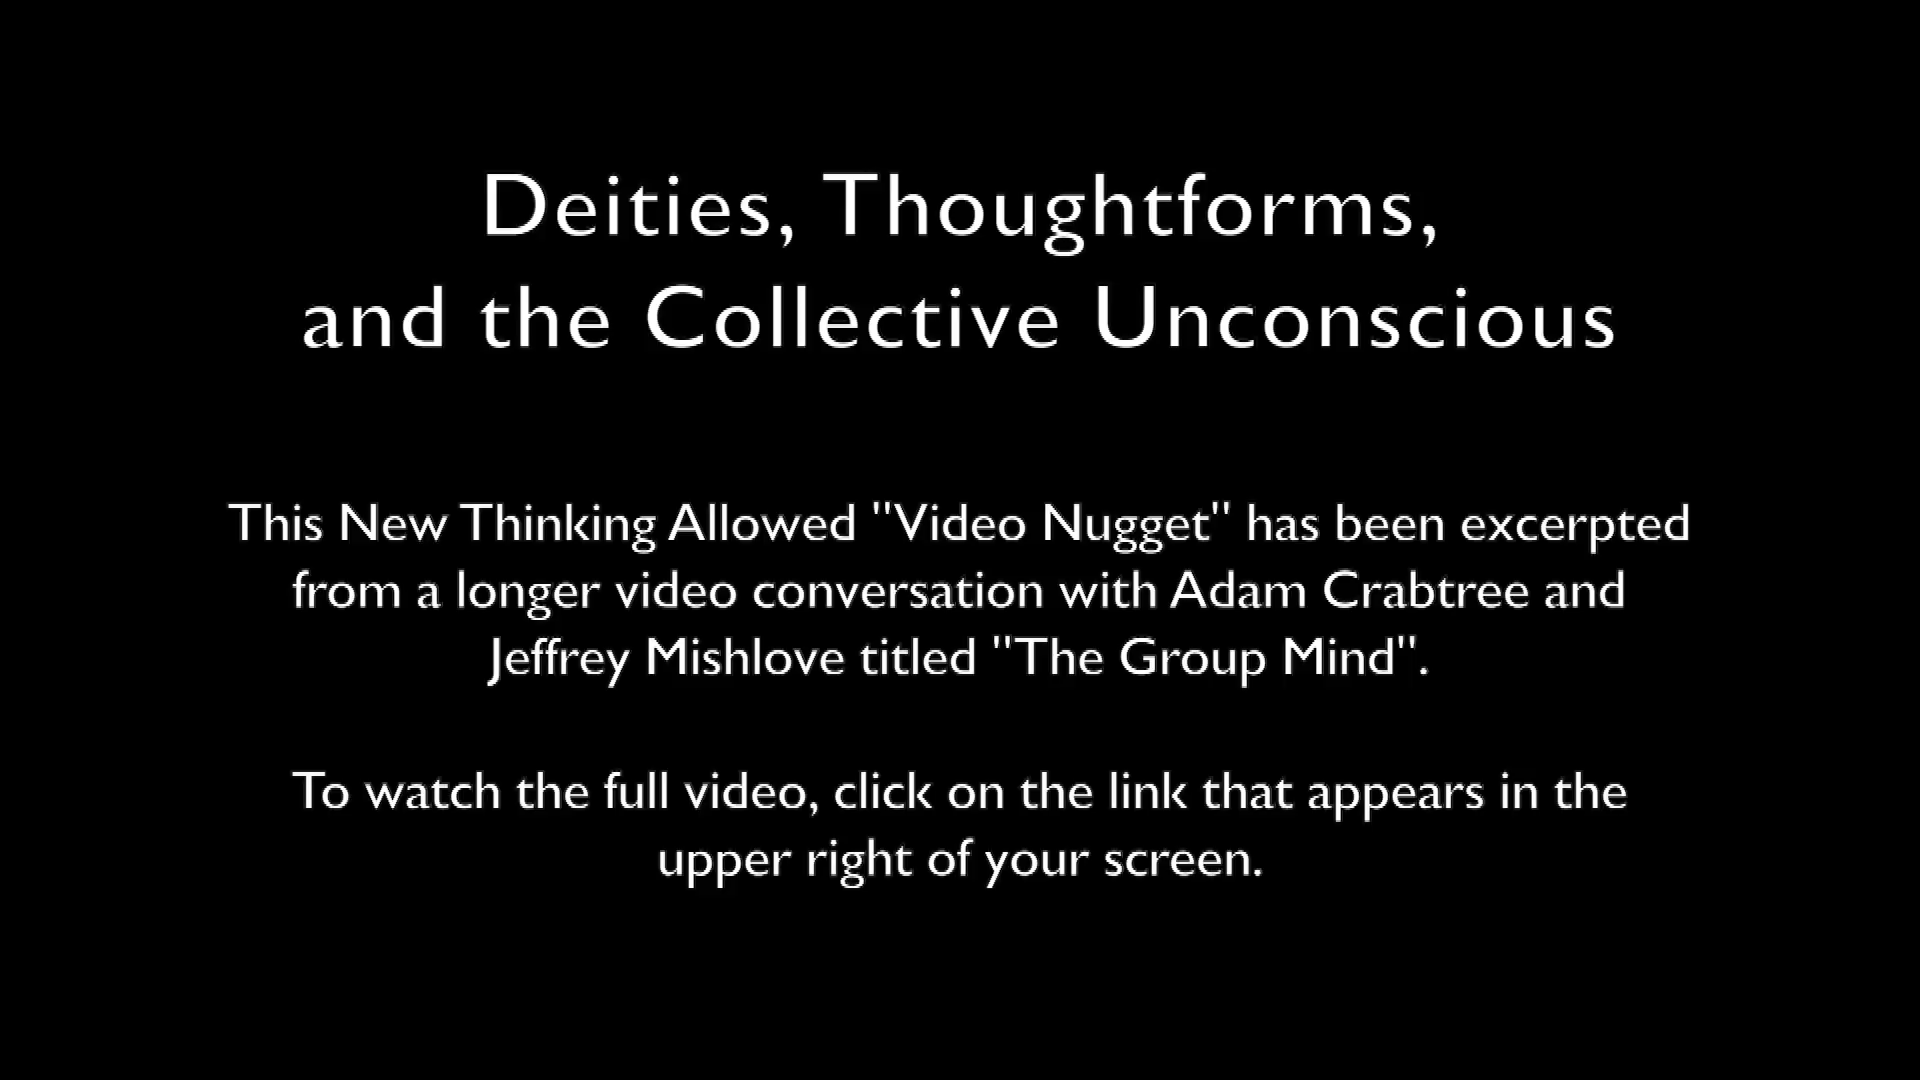 Deities, Thoughtforms,
and the Collective Unconscious
This New Thinking Allowed "Video Nugget" has been excerpted
from a longer video conversation with Adam Crabtree and
Jeffrey Mishlove titled "The Group Mind".
To watch the full video, click on the link that appears in the
upper right of your screen.